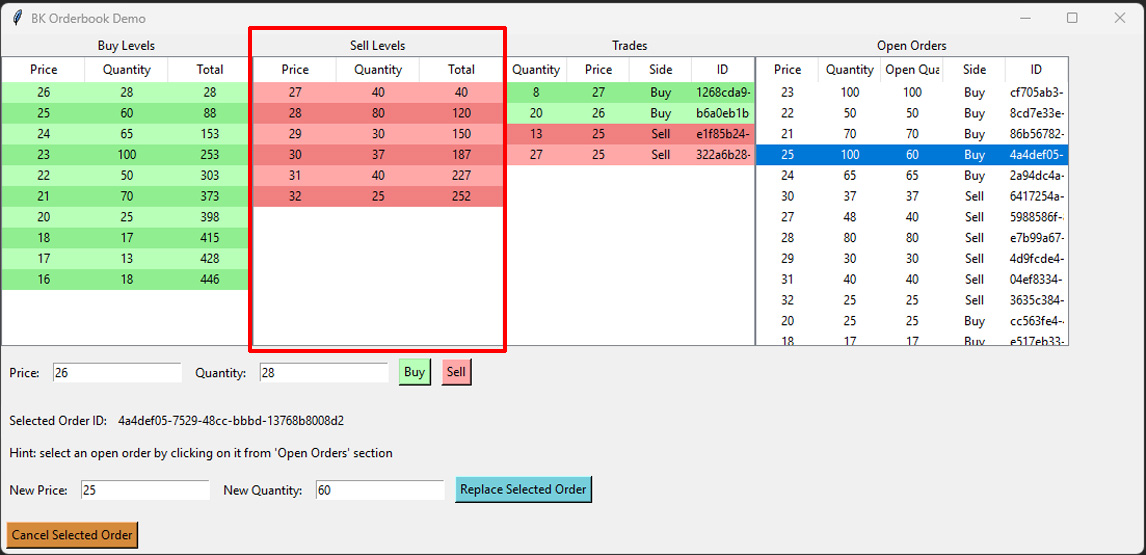 BK Orderbook Demo
Buy Levels Sell Levels Trades Open Orders
Price Quantity Total Price Quantity Total Quantity Price Side ID Price Quantity Open Qua Side ID
26 28 28 27 40 40 8 27 Buy 1268cda9- 23 100 100 Buy cf705ab3-
25 60 88 28 80 120 20 26 Buy b6a0eb1b 22 50 50 Buy 8cd7e33e-
24 65 153 29 30 150 13 25 Sell e1f85b24- 21 70 70 Buy 86b56782-
23 100 253 30 37 187 27 25 Sell 322a6b28- 25 100 60 Buy 4a4def05-
22 50 303 31 40 227 24 65 65 Buy 2a94dc4a-
21 70 373 32 25 252 30 37 37 Sell 6417254a-
20 25 398 27 48 40 Sell 5988586f-
18 17 415 28 80 80 Sell e7b99a67-
17 13 428 29 30 30 Sell 4d9fcde4-
16 18 446 31 40 40 Sell 04ef8334-
32 25 25 Sell 3635c384-
20 25 25 Buy cc563fe4-
18 17 17 Buy e517eb33-
Price: 26 Quantity: 28 Buy Sell
Selected Order ID: 4a4def05-7529-48cc-bbbd-13768b8008d2
Hint: select an open order by clicking on it from 'Open Orders' section
New Price: 25 New Quantity: 60 Replace Selected Order
Cancel Selected Order